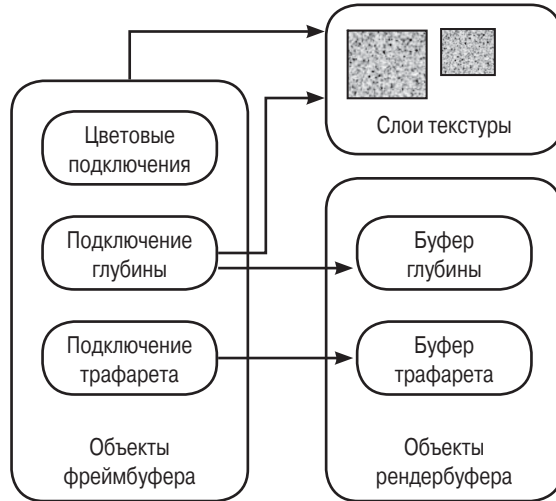 Слои текстуры
Цветовые
подключения
Подключение
глубины
Буфер
глубины
Подключение
трафарета
Буфер
трафарета
Объекты
фреймбуфера
Объекты
рендербуфера